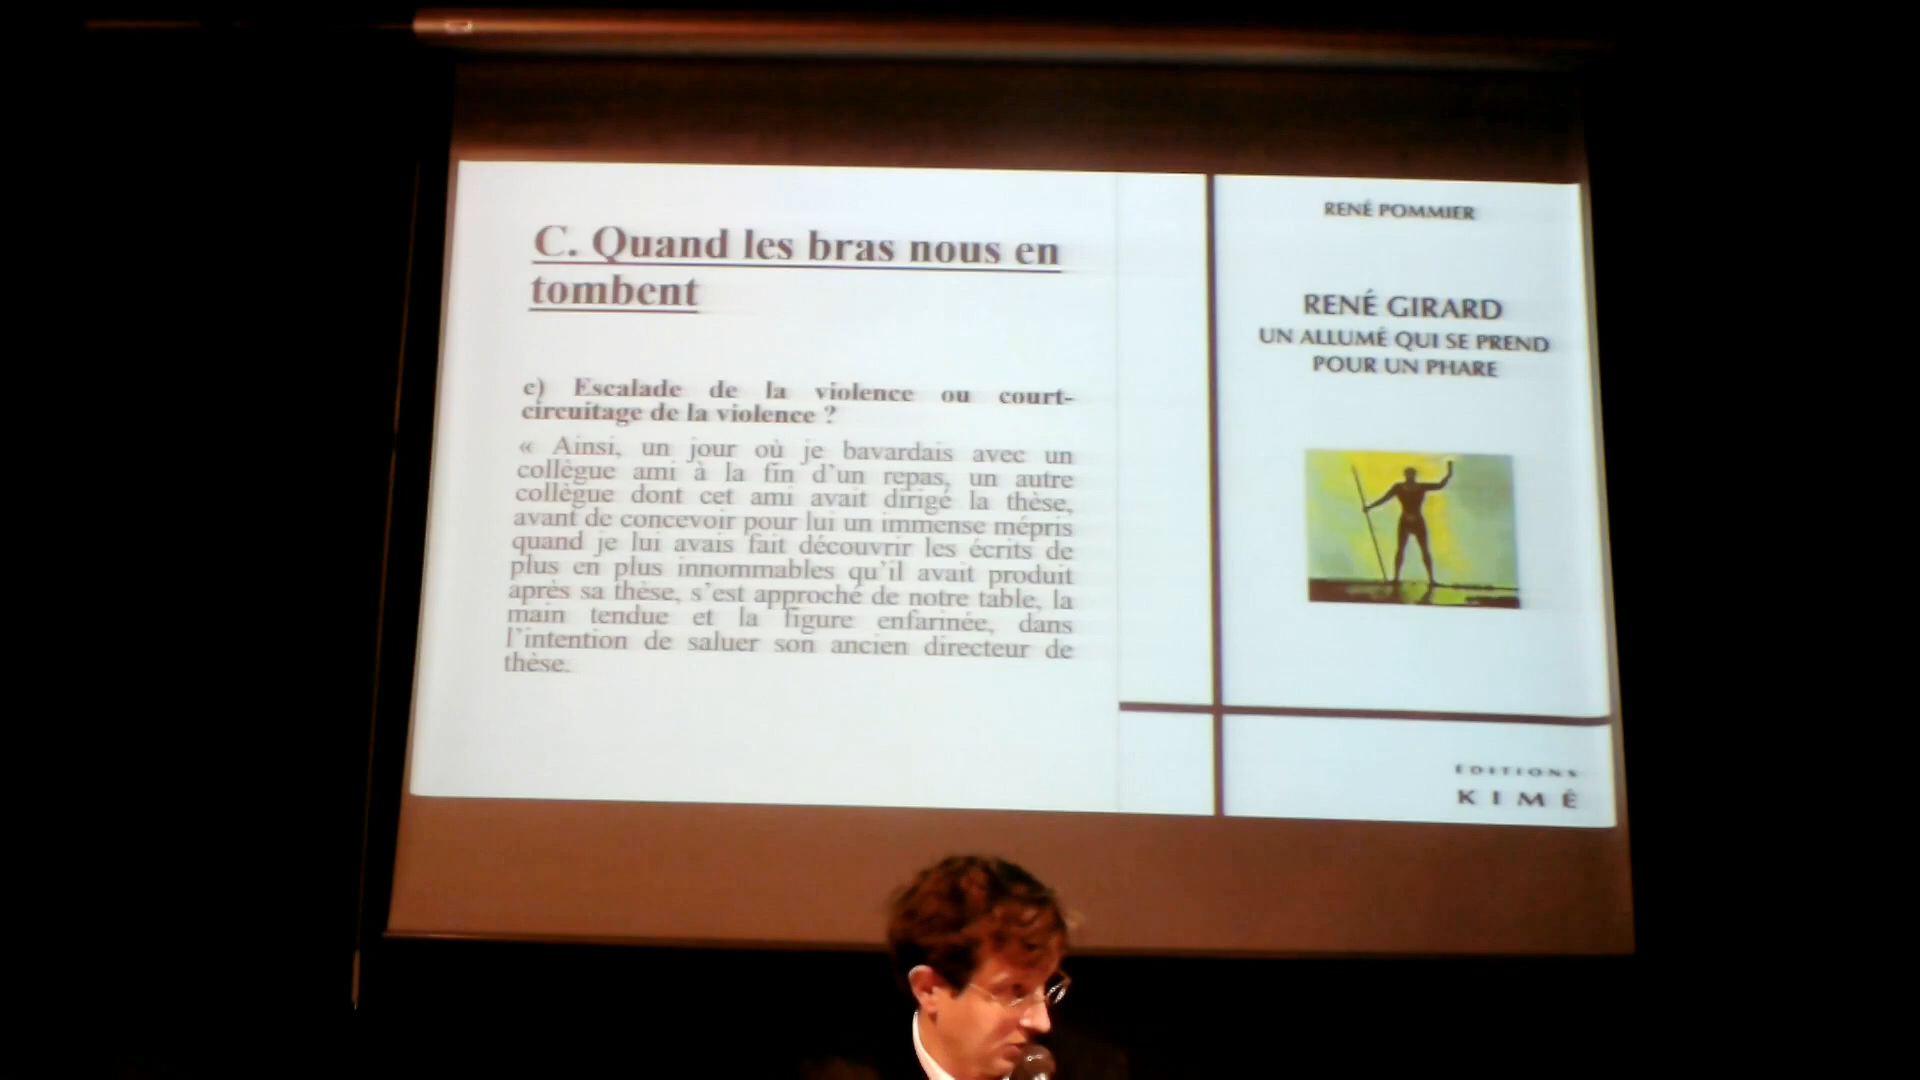 C. Quand les bras nous en
tombent
c) Escalade de la violence ou court-
circuitage de la violence ?
« Ainsi, un jour où je bavardais avec un
collègue ami à la fin d'un repas, un autre
collègue dont cet ami avait dirigé la thèse,
avant de concevoir pour lui un immense mépris
quand je lui avais fait découvrir les écrits de
plus en plus innommables qu'il avait produit
après sa thèse, s'est approché de notre table, la
main tendue et la figure enfarinée, dans
l'intention de saluer son ancien directeur de
thèse.
RENÉ POMMIER
RENÉ GIRARD
UN ALLUMÉ QUI SE PREND
POUR UN PHARE
ÉDITIONS
KIMÉ